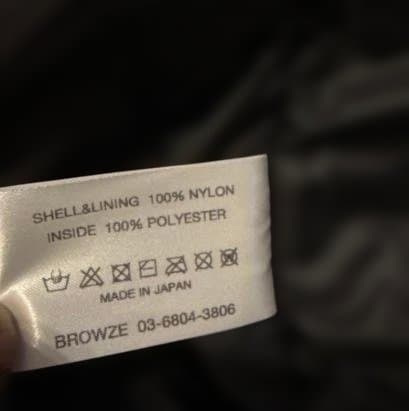 SHELL&LINING 100% NYLON
INSIDE 100% POLYESTER
MADE IN JAPAN
BROWZE 03-6804-3806